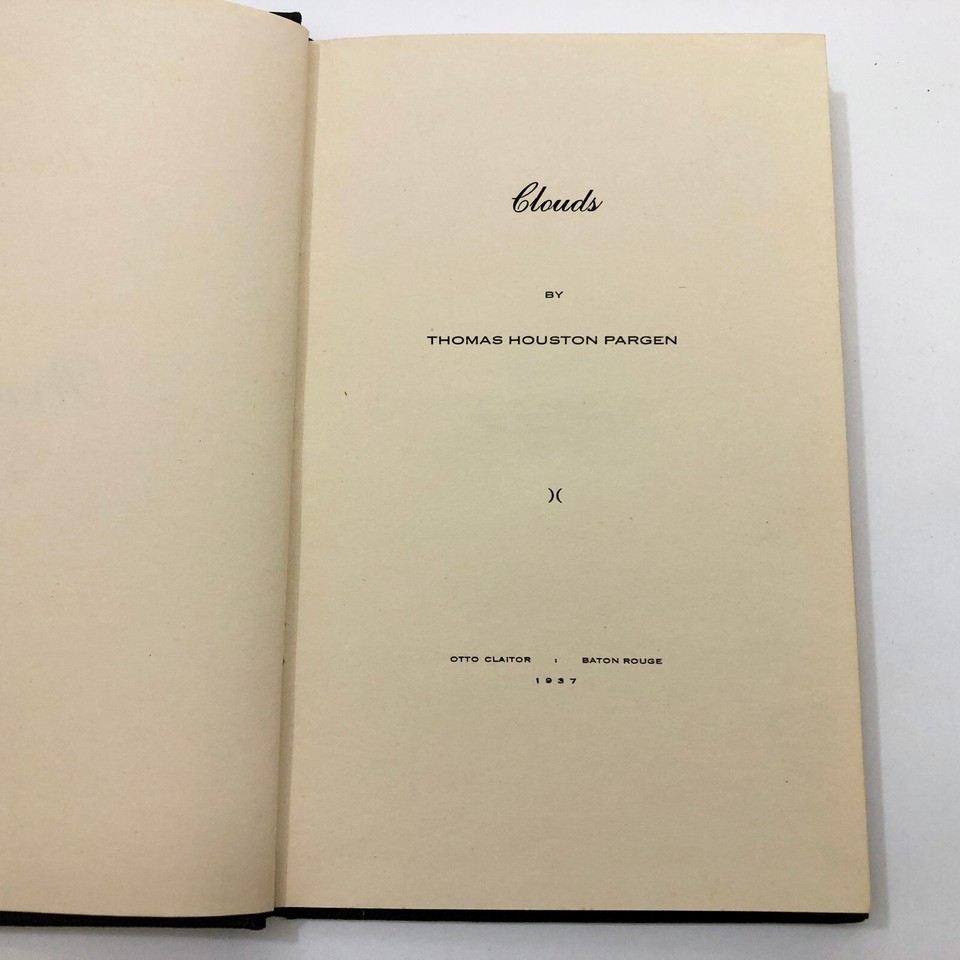 Clouds
BY
THOMAS HOUSTON PARGEN
)(
OTTO CLAITOR : BATON ROUGE
1937